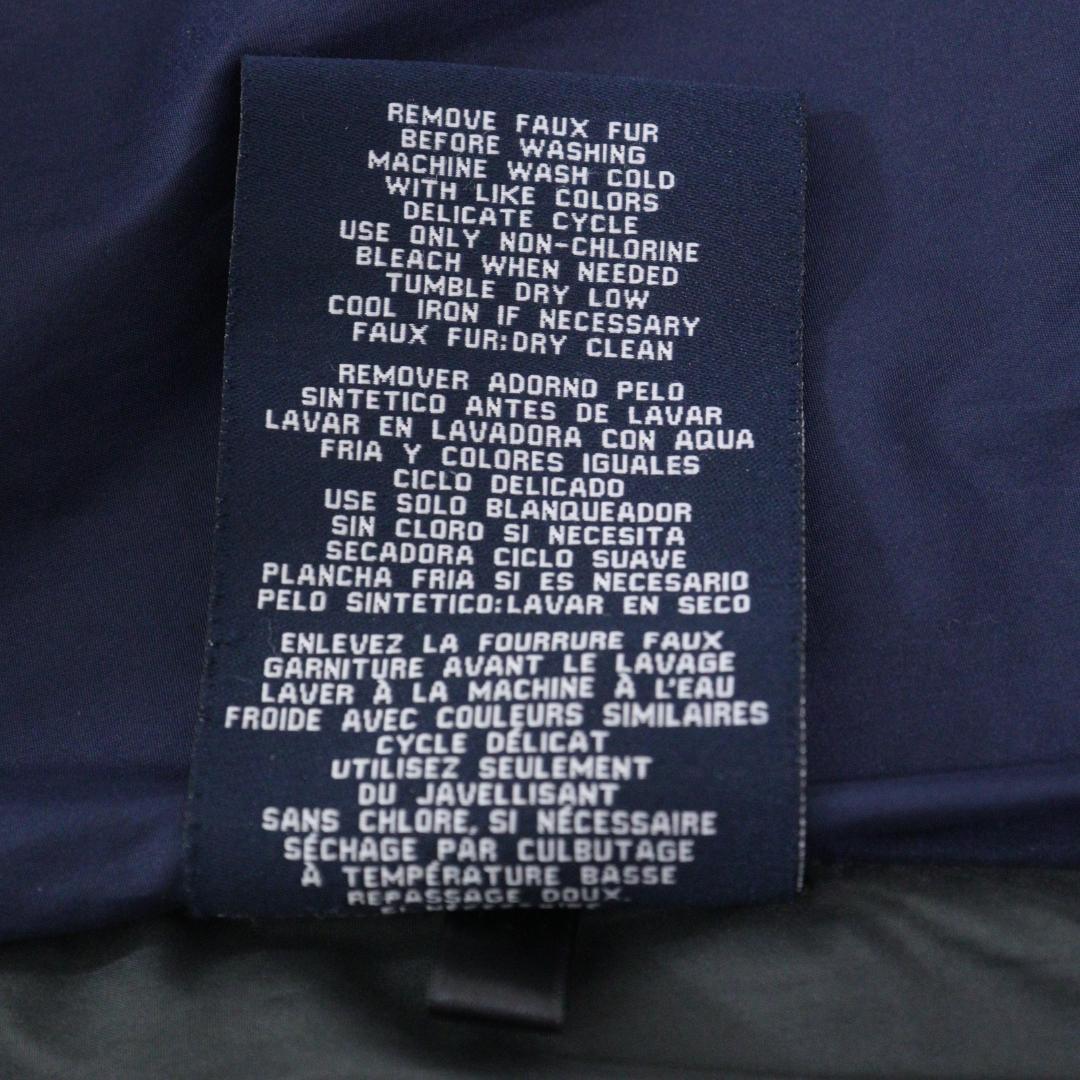 REMOVE FAUX FUR
BEFORE WASHING
MACHINE WASH COLD
WITH LIKE COLORS
DELICATE CYCLE
USE ONLY NON-CHLORINE
BLEACH WHEN NEEDED
TUMBLE DRY LOW
COOL IRON IF NECESSARY
FAUX FUR:DRY CLEAN
REMOVER ADORNO PELO
SINTETICO ANTES DE LAVAR
LAVAR EN LAVADORA CON AQUA
FRIA Y COLORES IGUALES
CICLO DELICADO
USE SOLO BLANQUEADOR
SIN CLORO SI NECESITA
SECADORA CICLO SUAVE
PLANCHA FRIA SI ES NECESARIO
PELO SINTETICO:LAVAR EN SECO
ENLEVEZ LA FOURRURE FAUX
GARNITURE AVANT LE LAVAGE
LAVER À LA MACHINE À L'EAU
FROIDE AVEC COULEURS SIMILAIRES
CYCLE DÉLICAT
UTILISEZ SEULEMENT
DU JAVELLISANT
SANS CHLORE, SI NÉCESSAIRE
SÉCHAGE PAR CULBUTAGE
À TEMPÉRATURE BASSE
REPASSAGE DOUX.